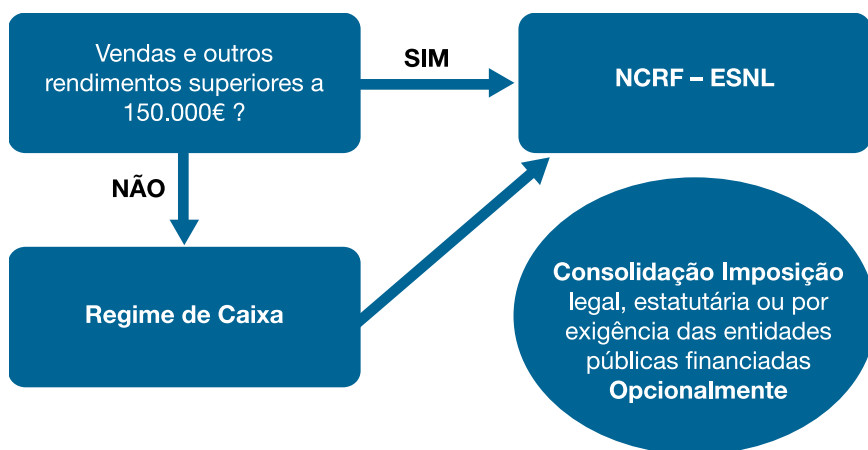 Vendas e outros
rendimentos superiores a
150.000€ ?
SIM
NCRF – ESNL
NÃO
Regime de Caixa
Consolidação Imposição
legal, estatutária ou por
exigência das entidades
públicas financiadas
Opcionalmente